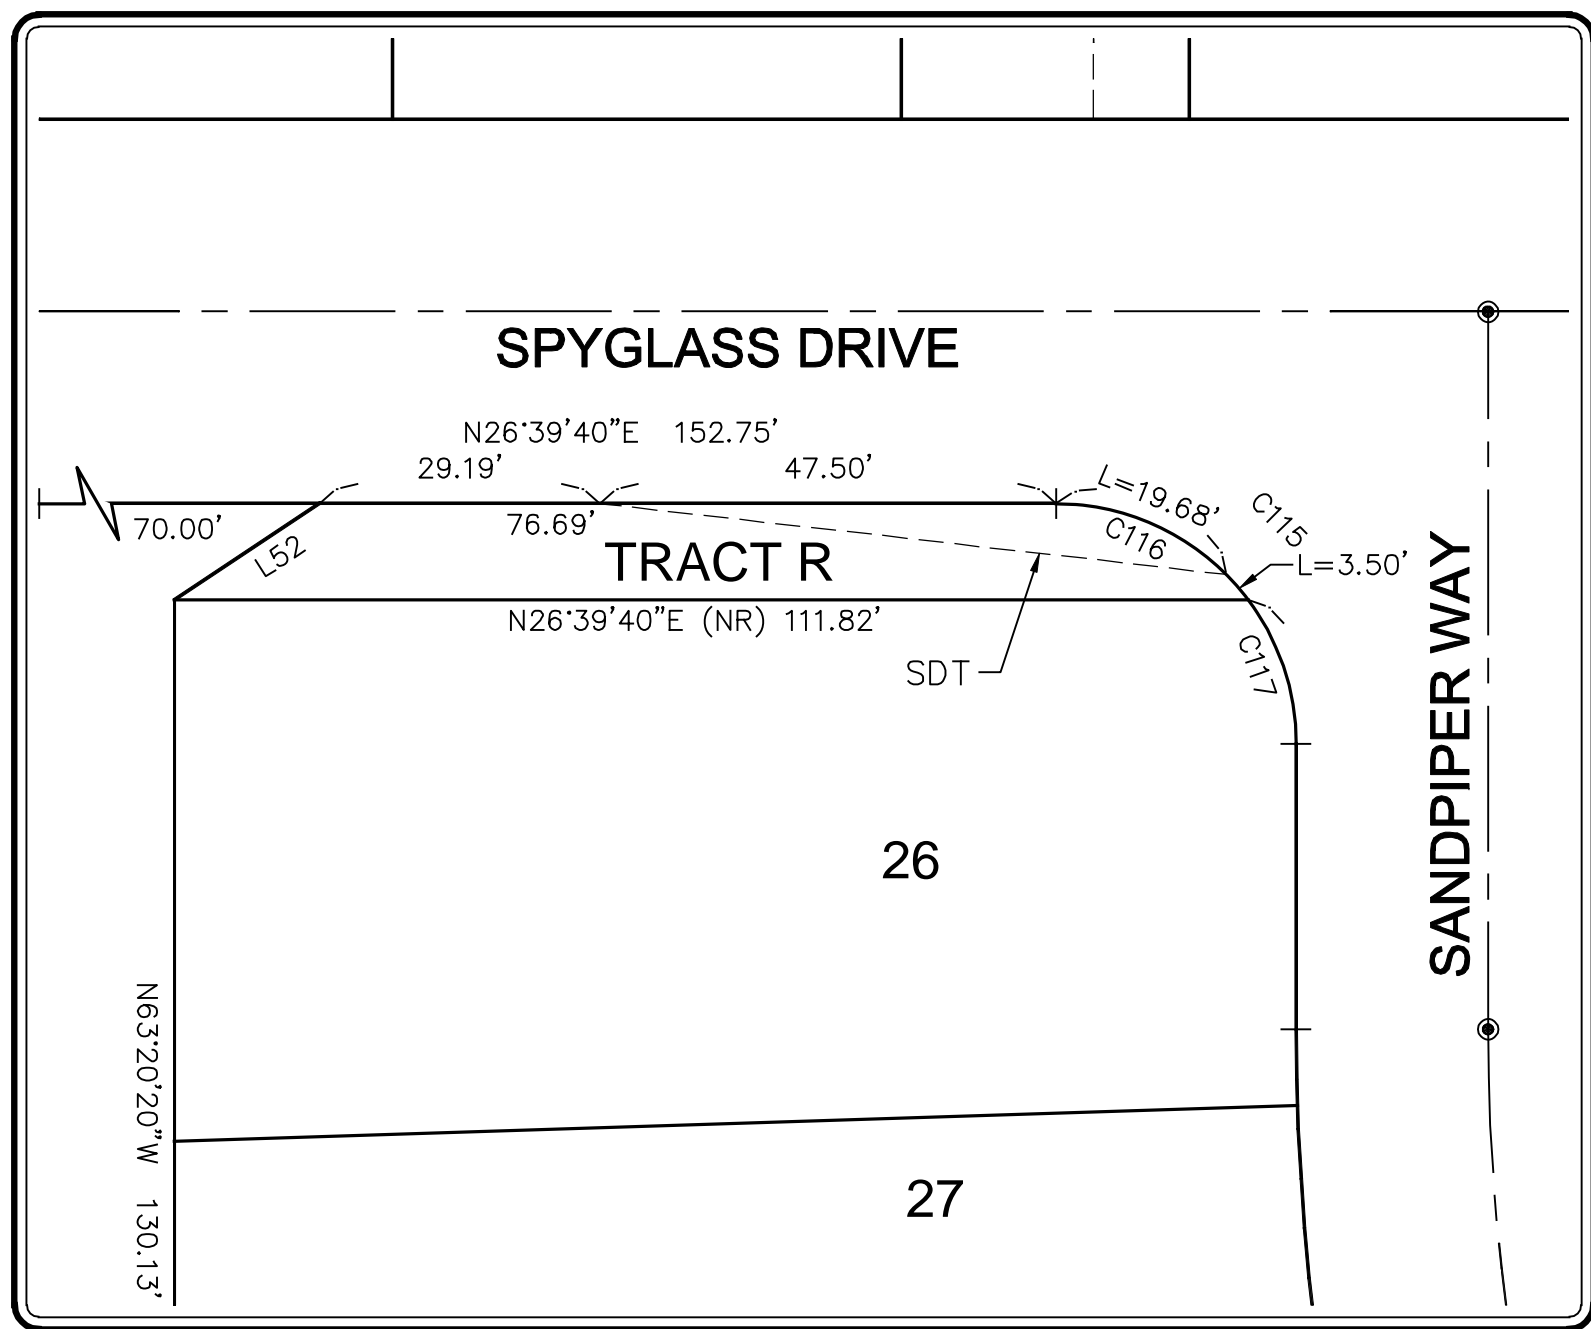 SPYGLASS DRIVE
N26°39'40"E 152.75'
29.19'
47.50'
L=19.68'
C115
70.00'
76.69'
C116
L52
TRACT R
L=3.50'
N26°39'40"E (NR) 111.82'
SDT
C117
SANDPIPER WAY
26
N63°20'20"W 130.13'
27